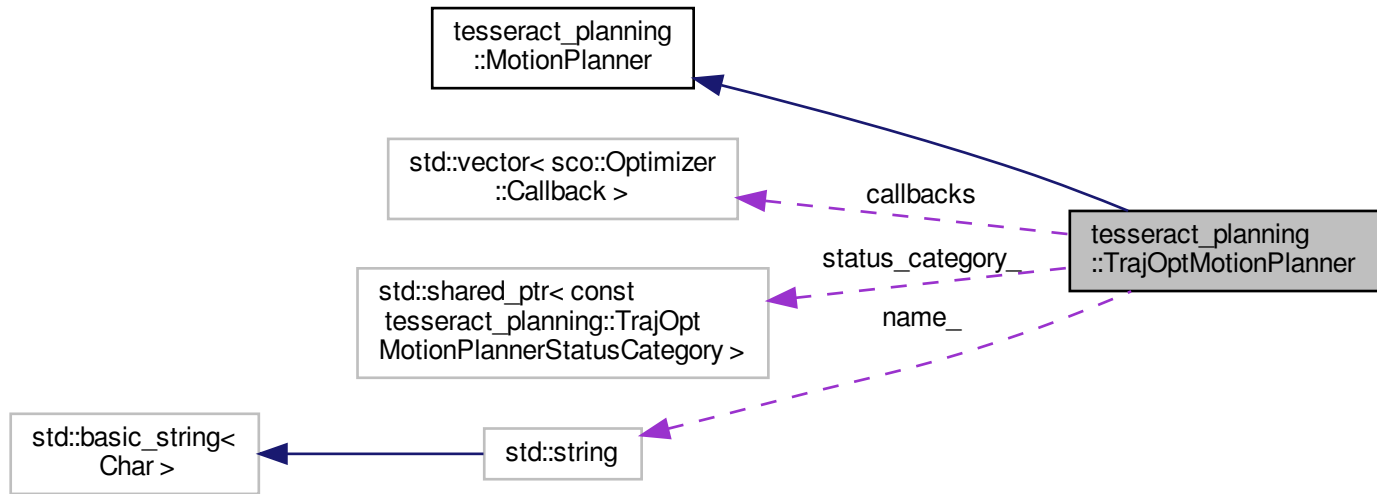 tesseract_planning
::MotionPlanner
std::vector< sco::Optimizer
::Callback >
callbacks
tesseract_planning
::TrajOptMotionPlanner
status_category_
std::shared_ptr< const
tesseract_planning::TrajOpt
MotionPlannerStatusCategory >
name_
std::basic_string<
Char >
std::string